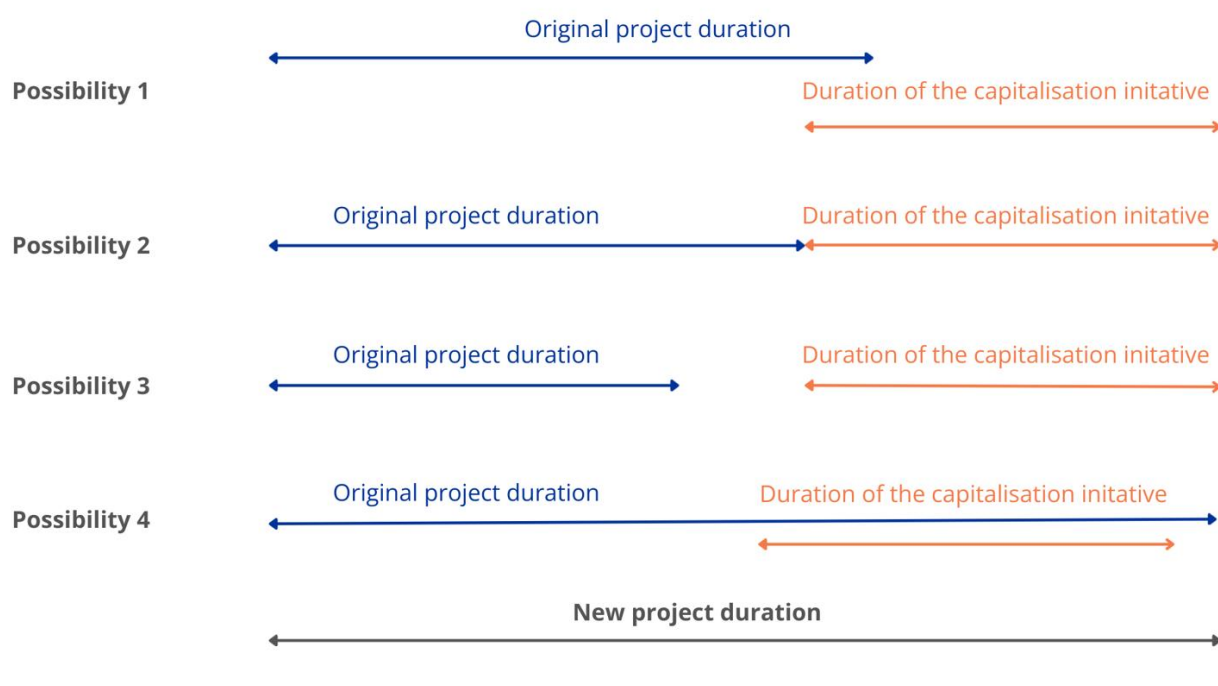 Original project duration
Possibility 1
Duration of the capitalisation initative
Original project duration
Duration of the capitalisation initative
Possibility 2
Original project duration
Duration of the capitalisation initative
Possibility 3
Original project duration
Duration of the capitalisation initative
Possibility 4
New project duration